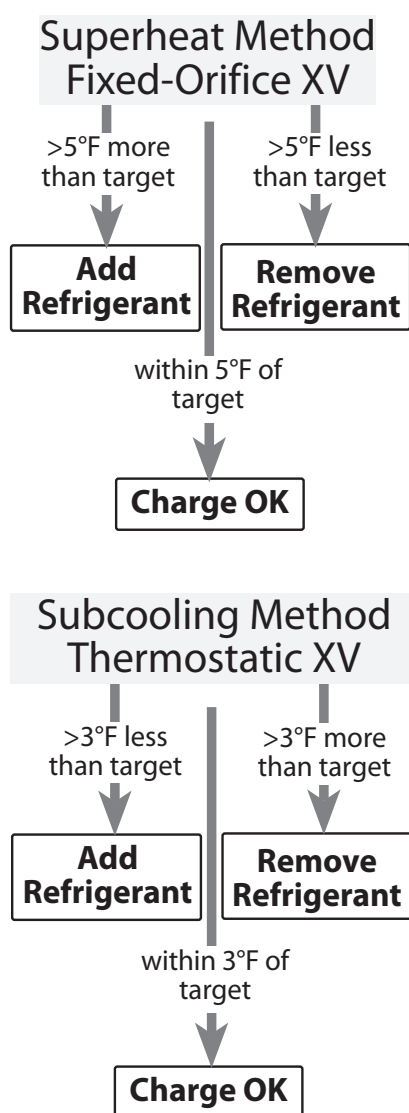 Superheat Method
Fixed-Orifice XV
>5°F more
than target
>5°F less
than target
Add
Refrigerant
Remove
Refrigerant
within 5°F of
target
Charge OK
Subcooling Method
Thermostatic XV
>3°F less
than target
>3°F more
than target
Add
Refrigerant
Remove
Refrigerant
within 3°F of
target
Charge OK